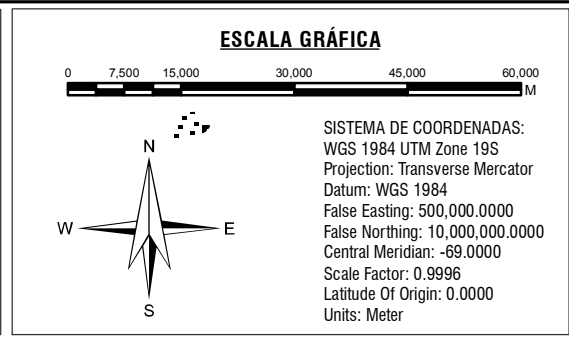 ESCALA GRÁFICA
0 7,500 15,000 30,000 45,000 60,000
M
N
W E
S
SISTEMA DE COORDENADAS:
WGS 1984 UTM Zone 19S
Projection: Transverse Mercator
Datum: WGS 1984
False Easting: 500,000.0000
False Northing: 10,000,000.0000
Central Meridian: -69.0000
Scale Factor: 0.9996
Latitude Of Origin: 0.0000
Units: Meter